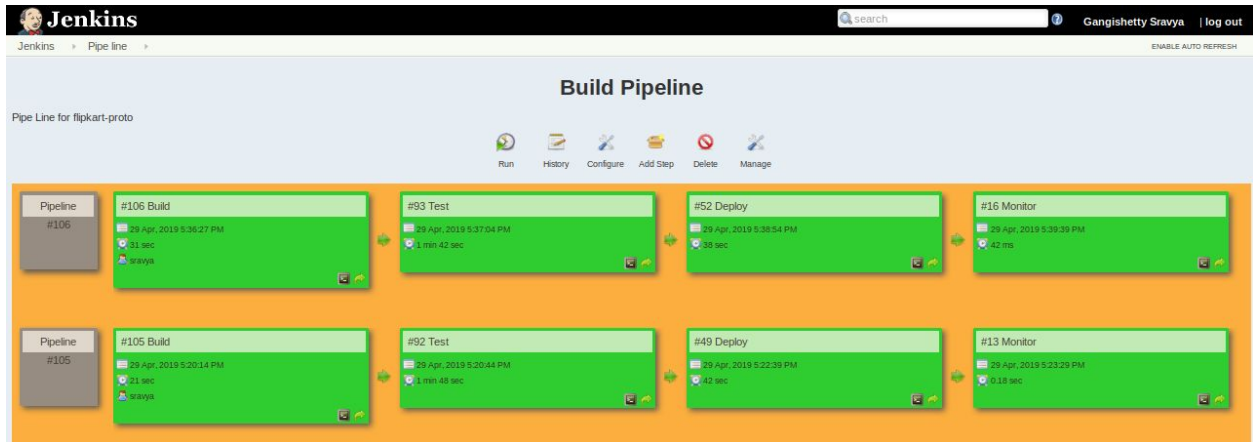 Jenkins
search
Gangishetty Sravya | log out
Jenkins Pipe line
ENABLE AUTO REFRESH
Build Pipeline
Pipe Line for flipkart-proto
Run History Configure Add Step Delete Manage
Pipeline
#106
#106 Build
29 Apr, 2019 5:36:27 PM
31 sec
sravya
#93 Test
29 Apr, 2019 5:37:04 PM
1 min 42 sec
#52 Deploy
29 Apr, 2019 5:38:54 PM
38 sec
#16 Monitor
29 Apr, 2019 5:39:39 PM
42 ms
Pipeline
#105
#105 Build
29 Apr, 2019 5:20:14 PM
21 sec
sravya
#92 Test
29 Apr, 2019 5:20:44 PM
1 min 48 sec
#49 Deploy
29 Apr, 2019 5:22:39 PM
42 sec
#13 Monitor
29 Apr, 2019 5:23:29 PM
0.18 sec